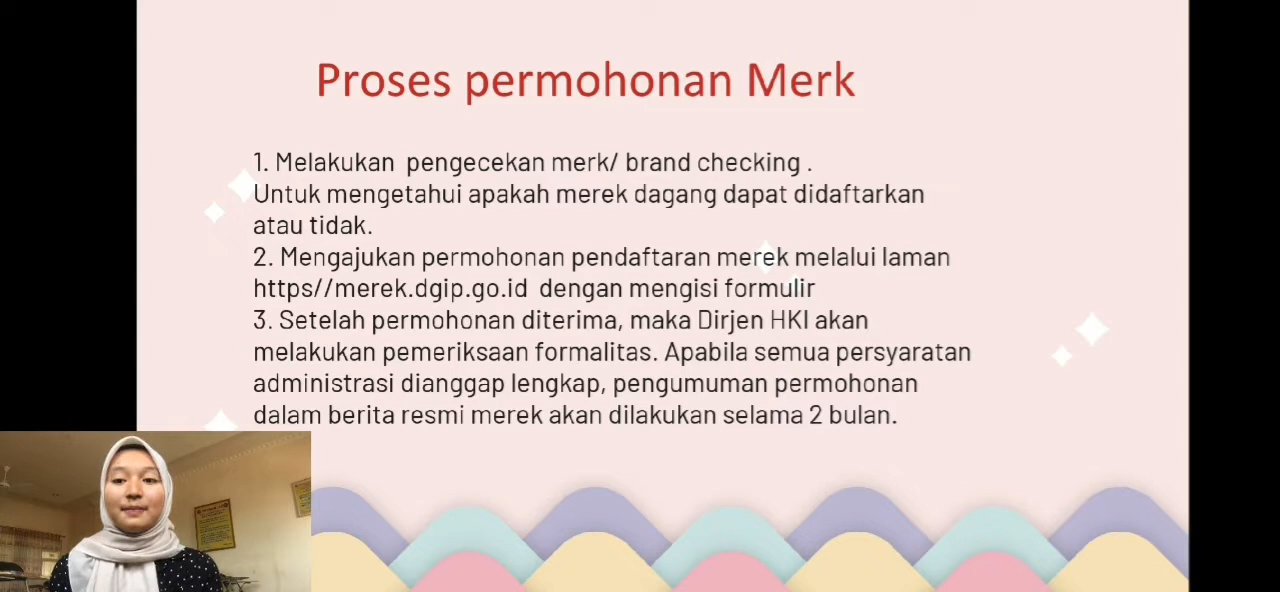 Proses permohonan Merk
1. Melakukan  pengecekan merk/ brand checking .
Untuk mengetahui apakah merek dagang dapat didaftarkan
atau tidak.
2. Mengajukan permohonan pendaftaran merek melalui laman
https//merek.dgip.go.id  dengan mengisi formulir
3. Setelah permohonan diterima, maka Dirjen HKI akan
melakukan pemeriksaan formalitas. Apabila semua persyaratan
administrasi dianggap lengkap, pengumuman permohonan
dalam berita resmi merek akan dilakukan selama 2 bulan.